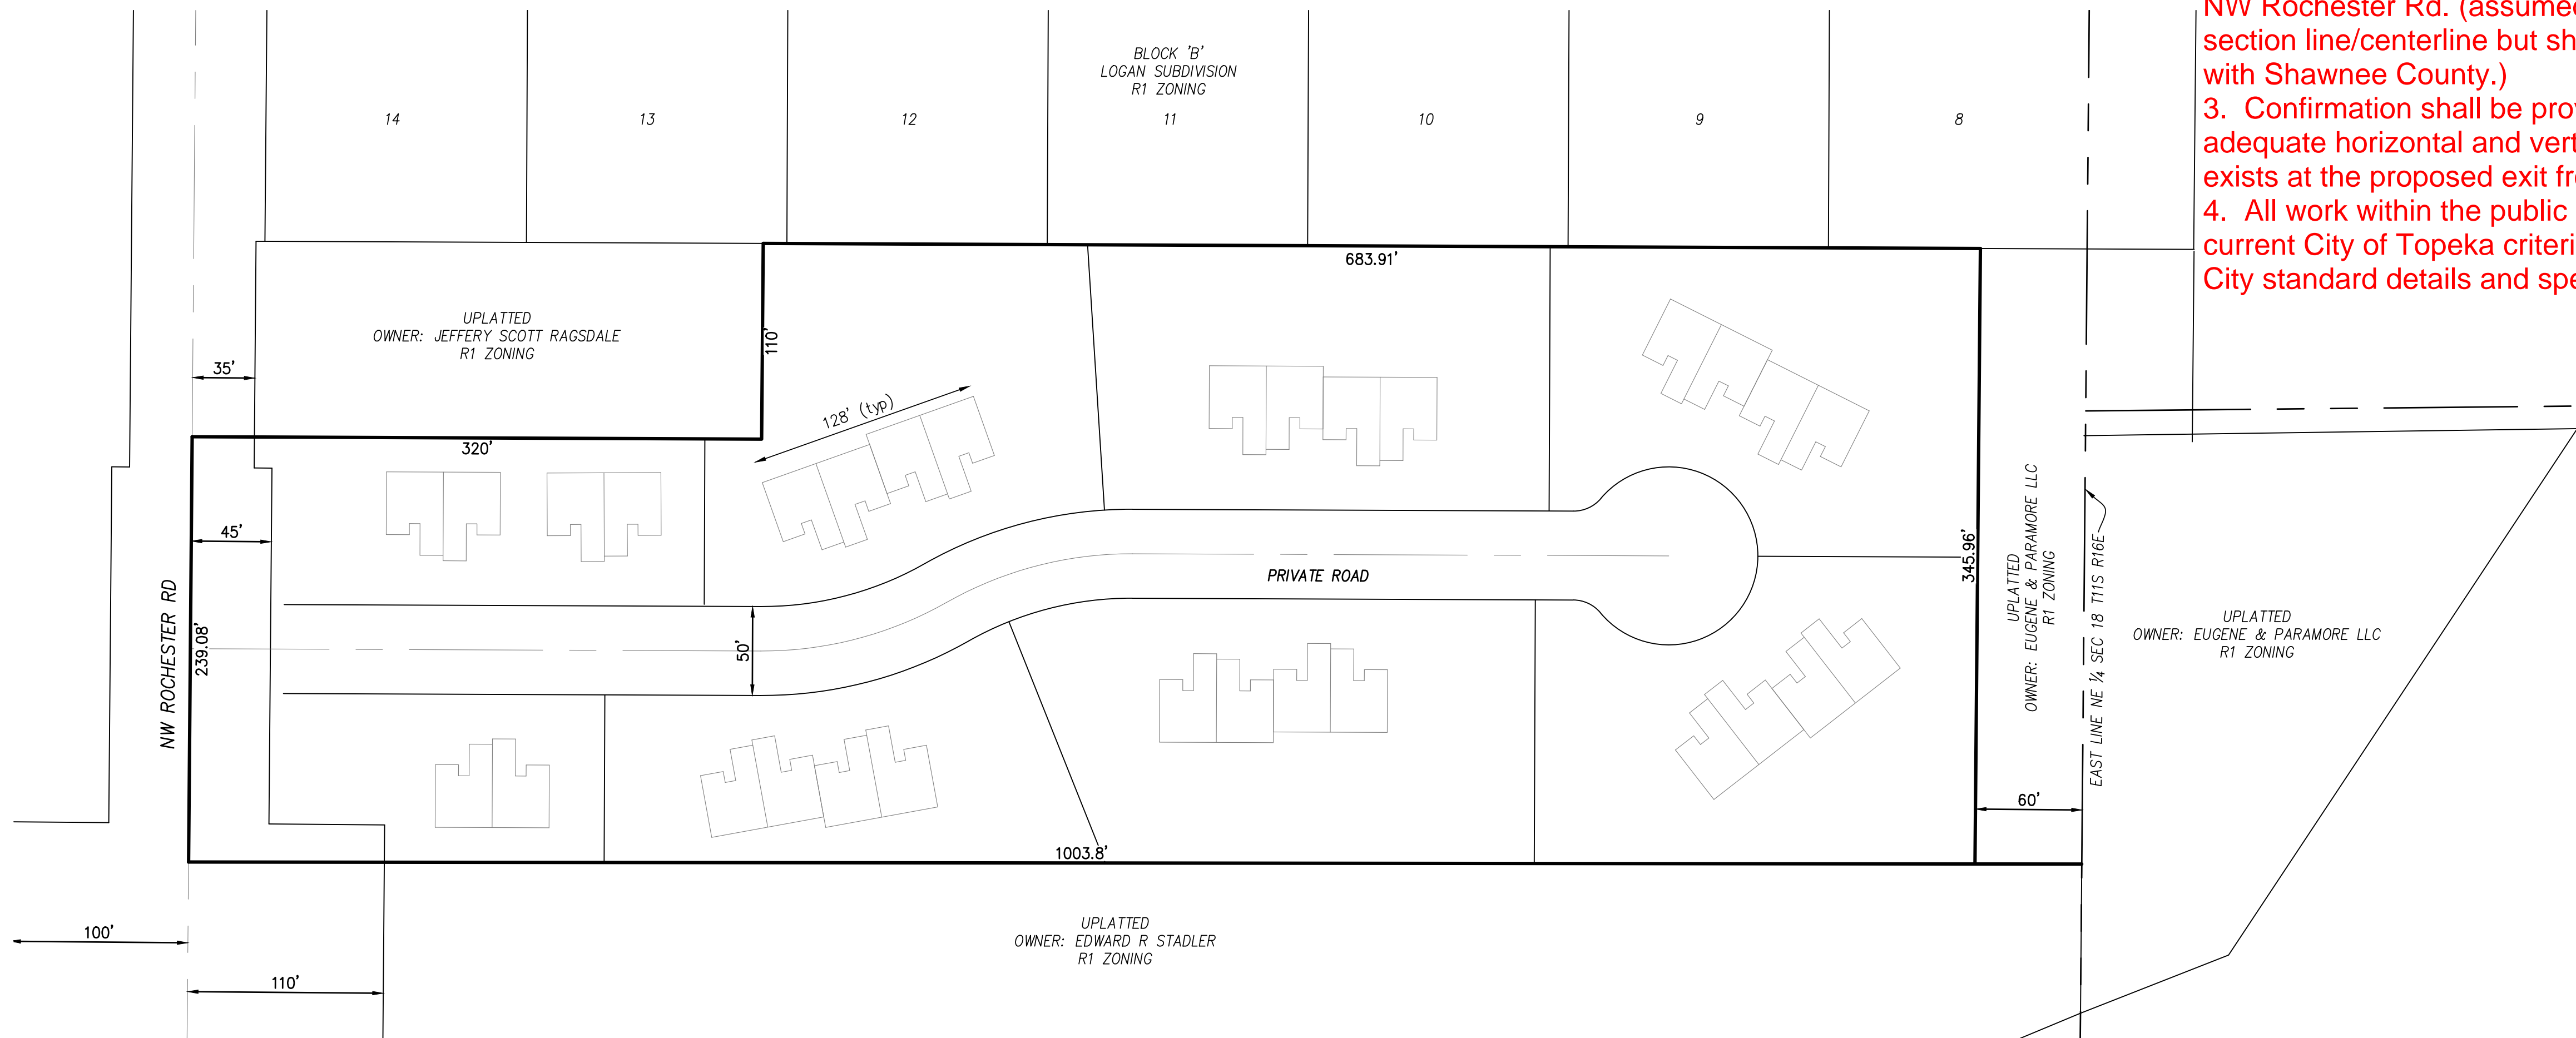 NW Rochester Rd. (assumed
section line/centerline but sh
with Shawnee County.)
3. Confirmation shall be pro
adequate horizontal and vert
exists at the proposed exit fr
4. All work within the public
current City of Topeka criteri
City standard details and spe
BLOCK 'B'
LOGAN SUBDIVISION
R1 ZONING
14
13
12
11
10
9
8
683.91'
UPLATTED
OWNER: JEFFERY SCOTT RAGSDALE
R1 ZONING
110'
35'
128' (typ)
320'
45'
NW ROCHESTER RD
239.08'
50'
PRIVATE ROAD
345.96'
UPLATTED
OWNER: EUGENE & PARAMORE LLC
R1 ZONING
EAST LINE NE ¼ SEC 18 T11S R16E
UPLATTED
OWNER: EUGENE & PARAMORE LLC
R1 ZONING
60'
1003.8'
100'
110'
UPLATTED
OWNER: EDWARD R STADLER
R1 ZONING